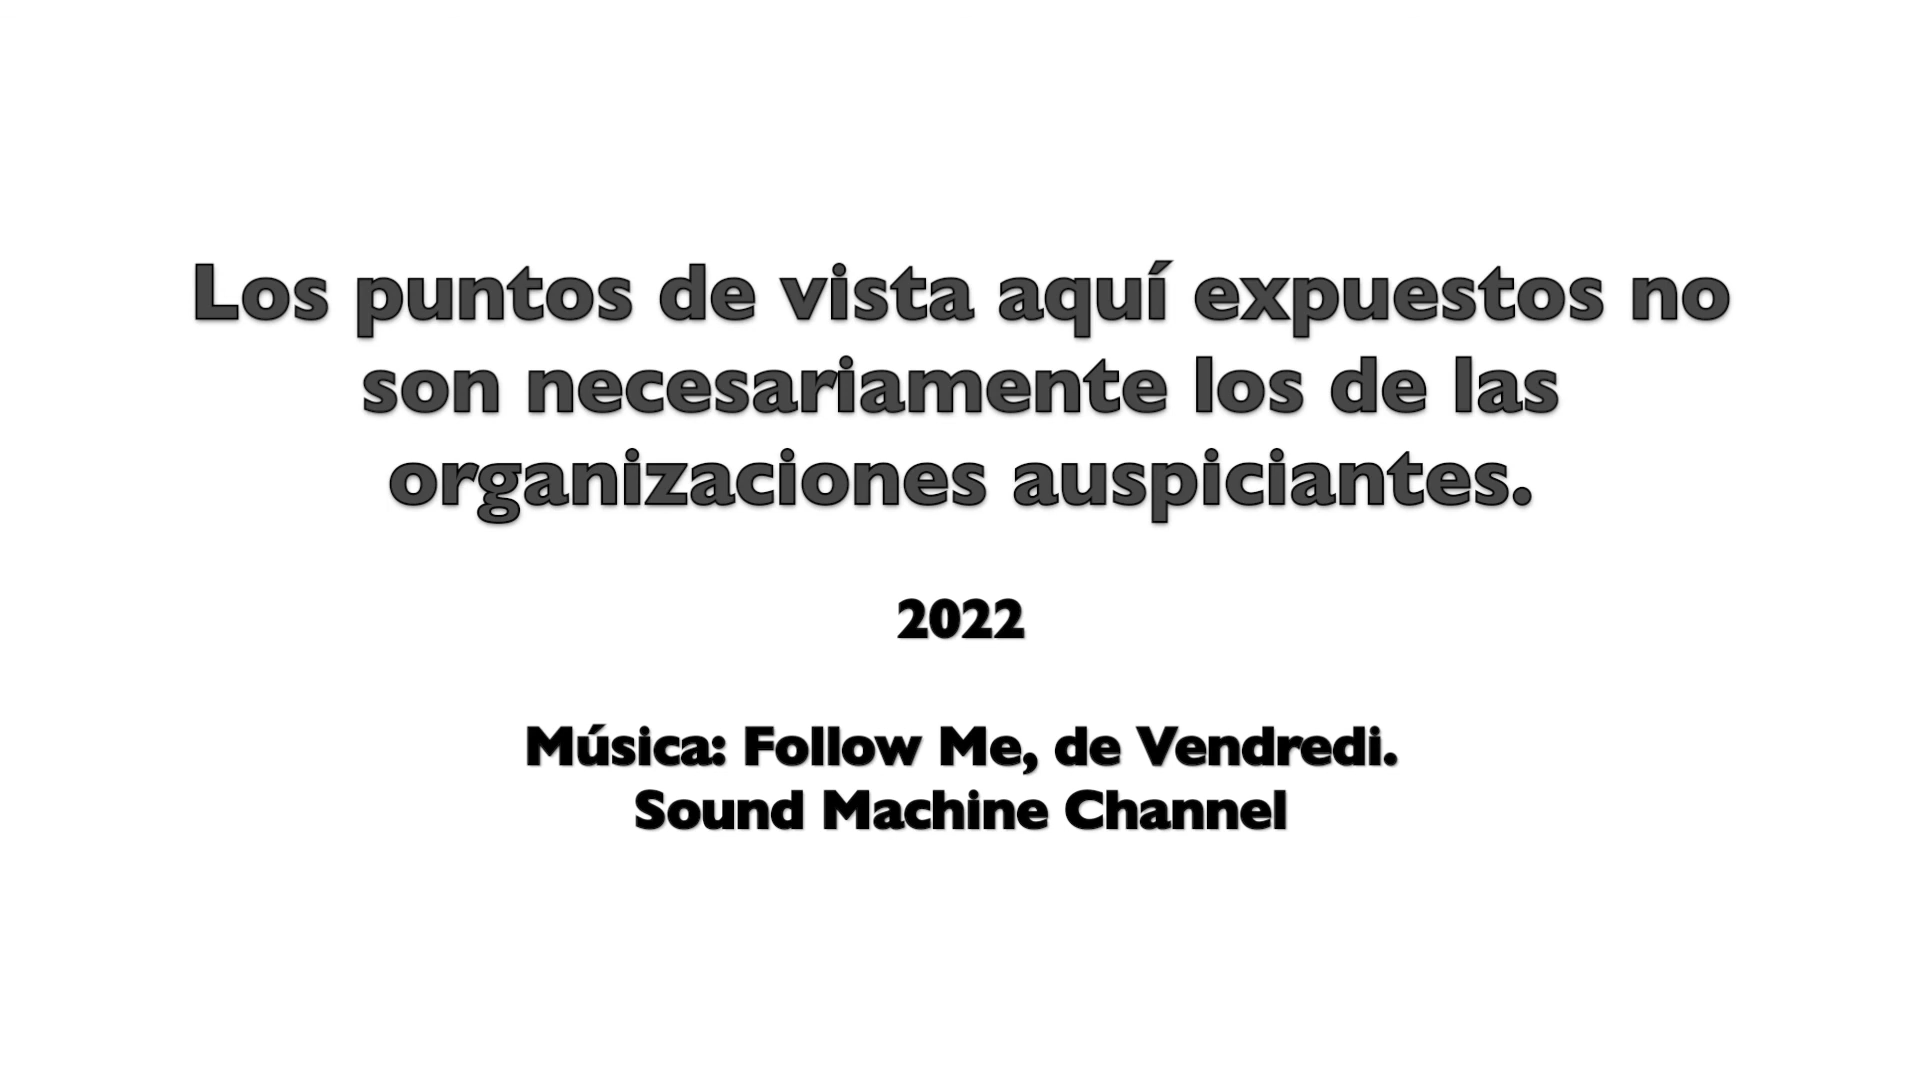 Los puntos de vista aquí expuestos no
son necesariamente los de las
organizaciones auspiciantes.
2022
Música: Follow Me, de Vendredi.
Sound Machine Channel